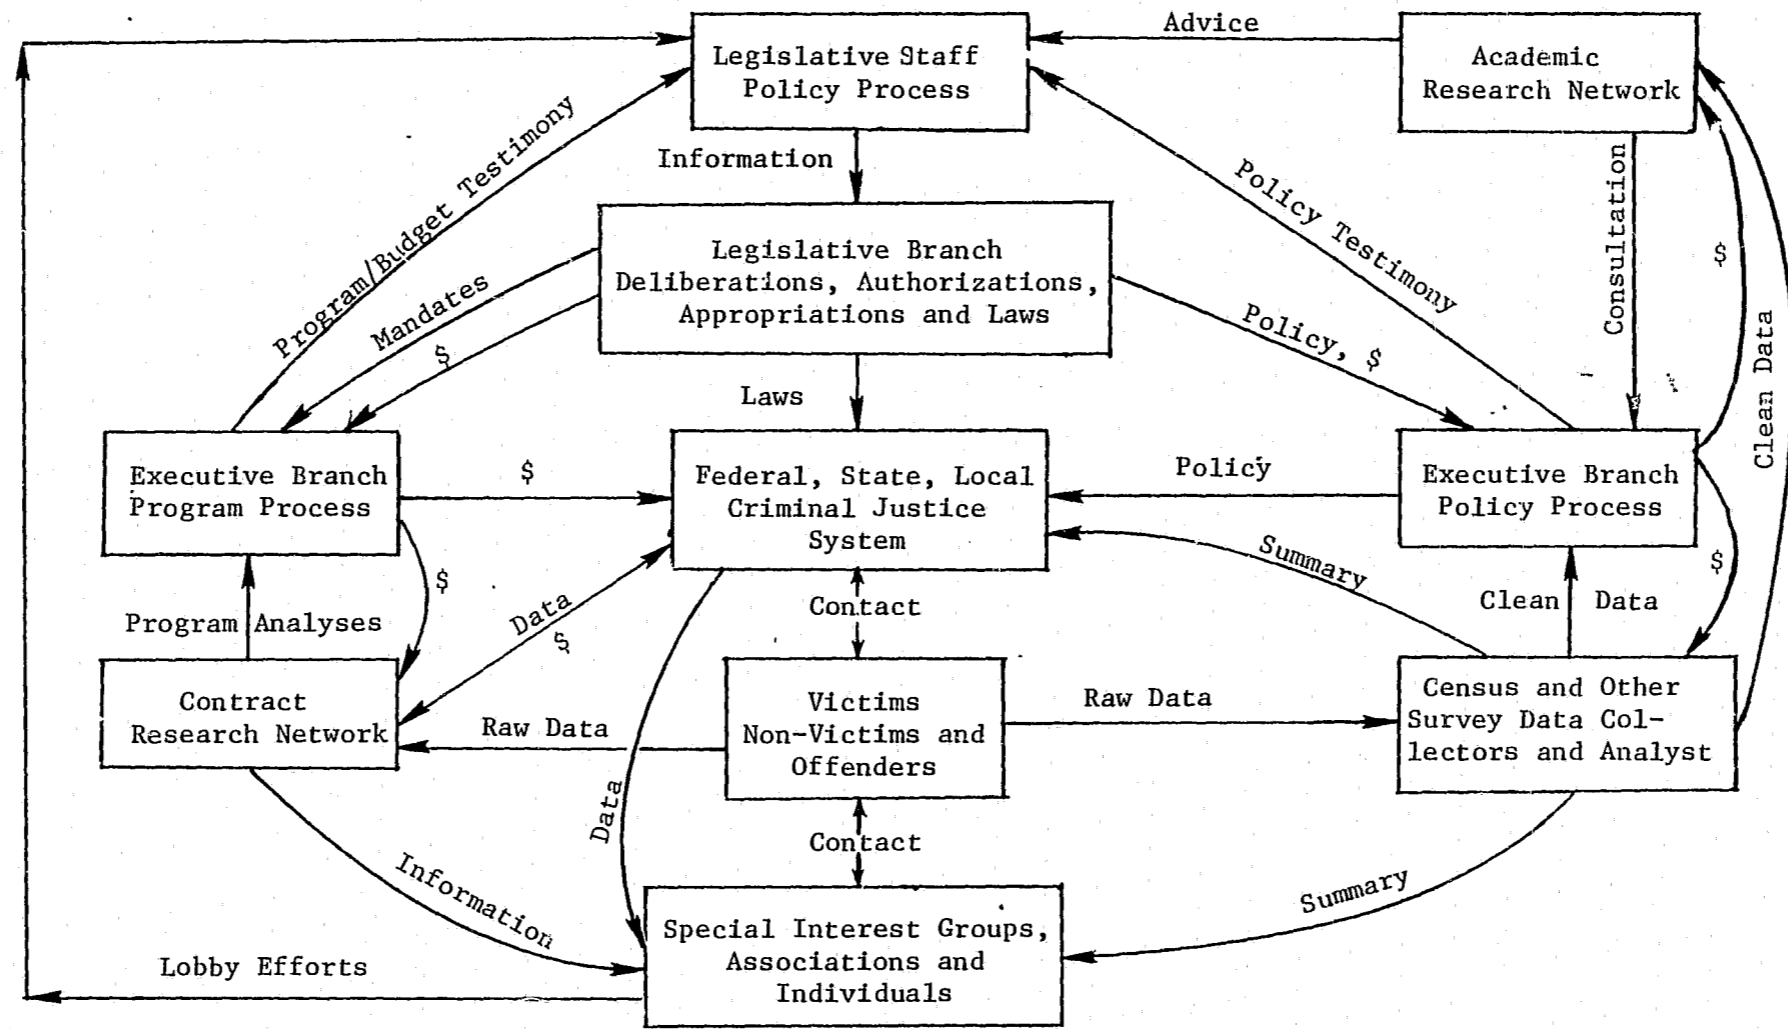 Advice
Legislative Staff
Policy Process
Academic
Research Network
Information
Program/Budget Testimony
Policy Testimony
Consultation
$
Clean Data
Legislative Branch
Deliberations, Authorizations,
Appropriations and Laws
Mandates
$
Policy, $
Laws
Executive Branch
Program Process
$
Federal, State, Local
Criminal Justice
System
Policy
Executive Branch
Policy Process
$
Summary
$
Program Analyses
Data
$
Contact
Clean Data
Contract
Research Network
Raw Data
Victims
Non-Victims and
Offenders
Raw Data
Census and Other
Survey Data Col-
lectors and Analyst
Data
Contact
Information
Summary
Special Interest Groups,
Associations and
Individuals
Lobby Efforts